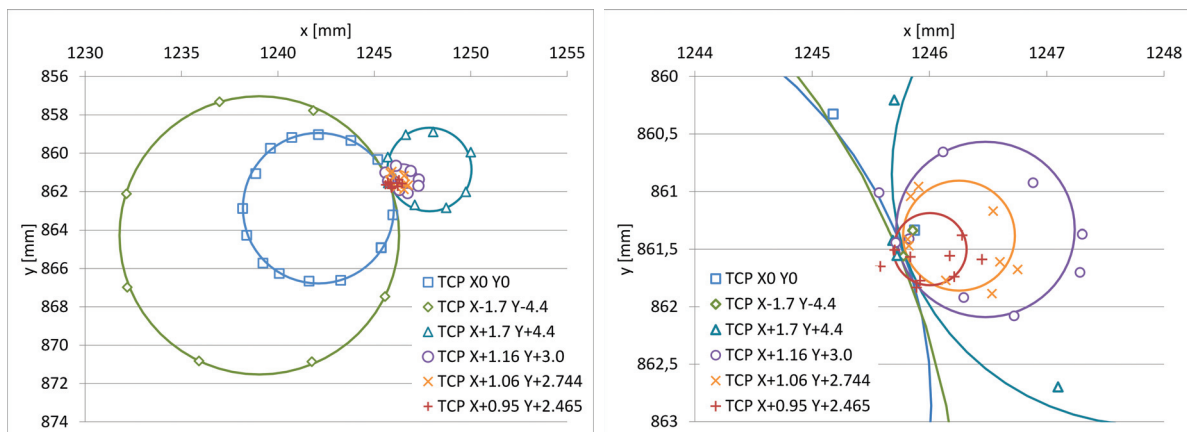 x [mm]
1230 1235 1240 1245 1250 1255
856
858
860
862
864
866
868
870
872
874
y [mm]
TCP X0 Y0
TCP X-1.7 Y-4.4
TCP X+1.7 Y+4.4
TCP X+1.16 Y+3.0
TCP X+1.06 Y+2.744
TCP X+0.95 Y+2.465
x [mm]
1244 1245 1246 1247 1248
860
860,5
861
861,5
862
862,5
863
y [mm]
TCP X0 Y0
TCP X-1.7 Y-4.4
TCP X+1.7 Y+4.4
TCP X+1.16 Y+3.0
TCP X+1.06 Y+2.744
TCP X+0.95 Y+2.465